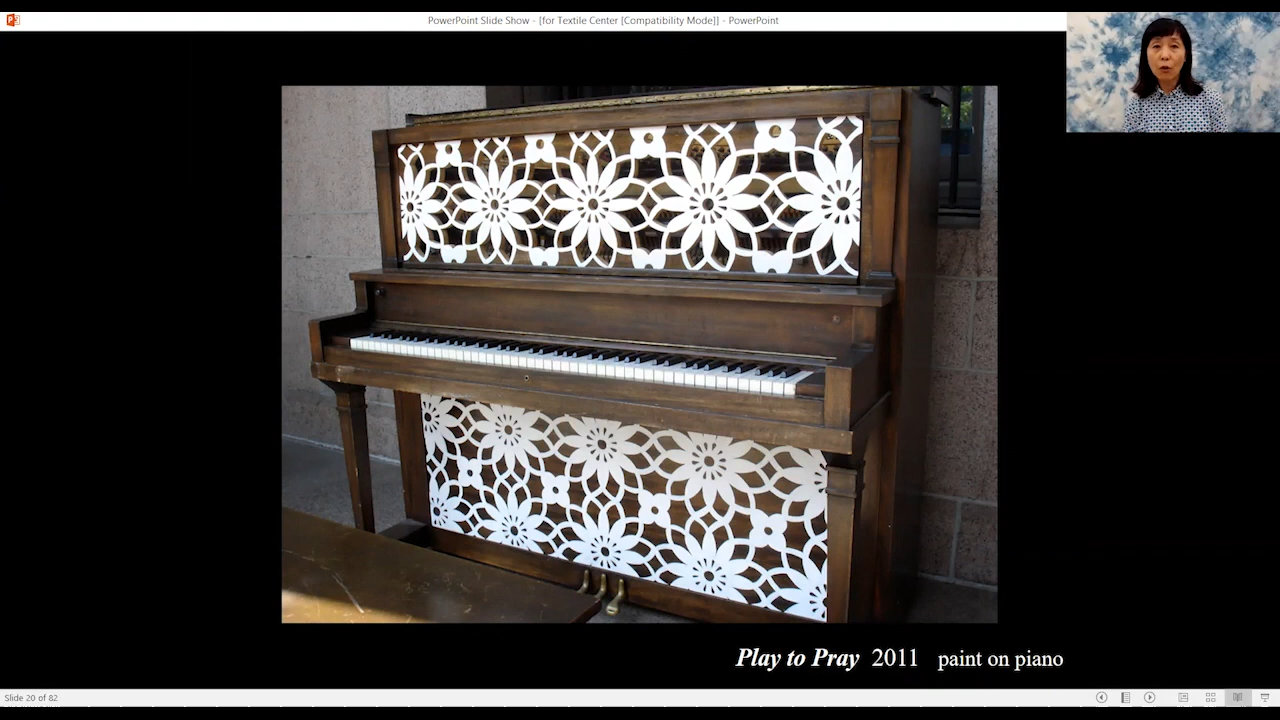 PowerPoint Slide Show - [for Textile Center [Compatibility Mode]] - PowerPoint
Play to Pray 2011 paint on piano
Slide 20 of 82